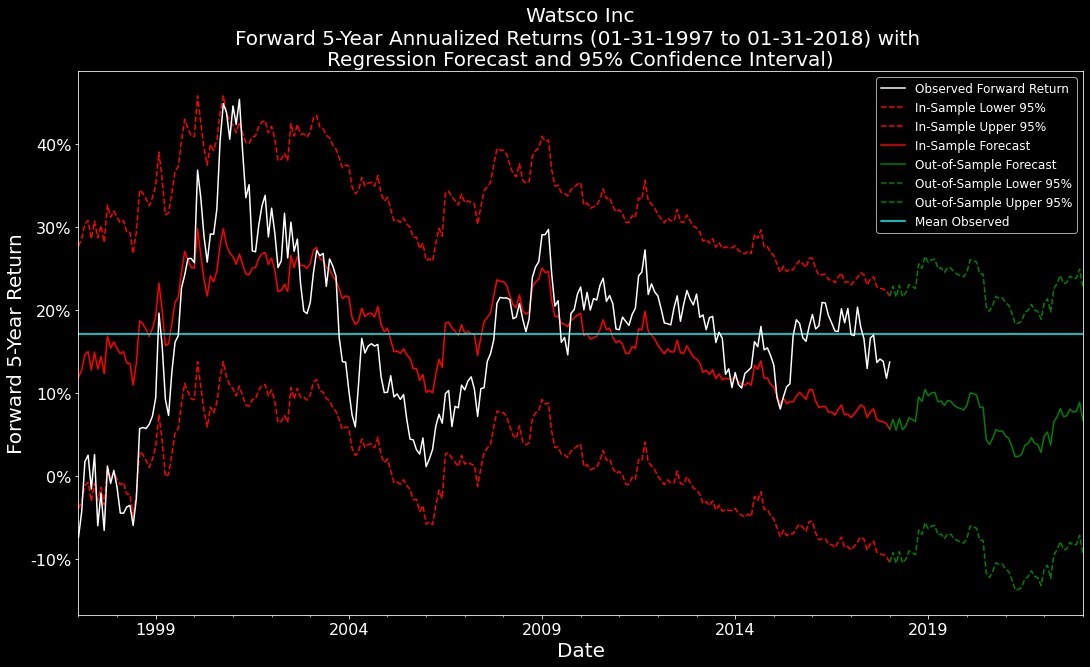 Watsco Inc
Forward 5-Year Annualized Returns (01-31-1997 to 01-31-2018) with
Regression Forecast and 95% Confidence Interval)
Observed Forward Return
In-Sample Lower 95%
In-Sample Upper 95%
In-Sample Forecast
Out-of-Sample Forecast
Out-of-Sample Lower 95%
Out-of-Sample Upper 95%
Mean Observed
Forward 5-Year Return
40%
30%
20%
10%
0%
-10%
1999 2004 2009 2014 2019
Date